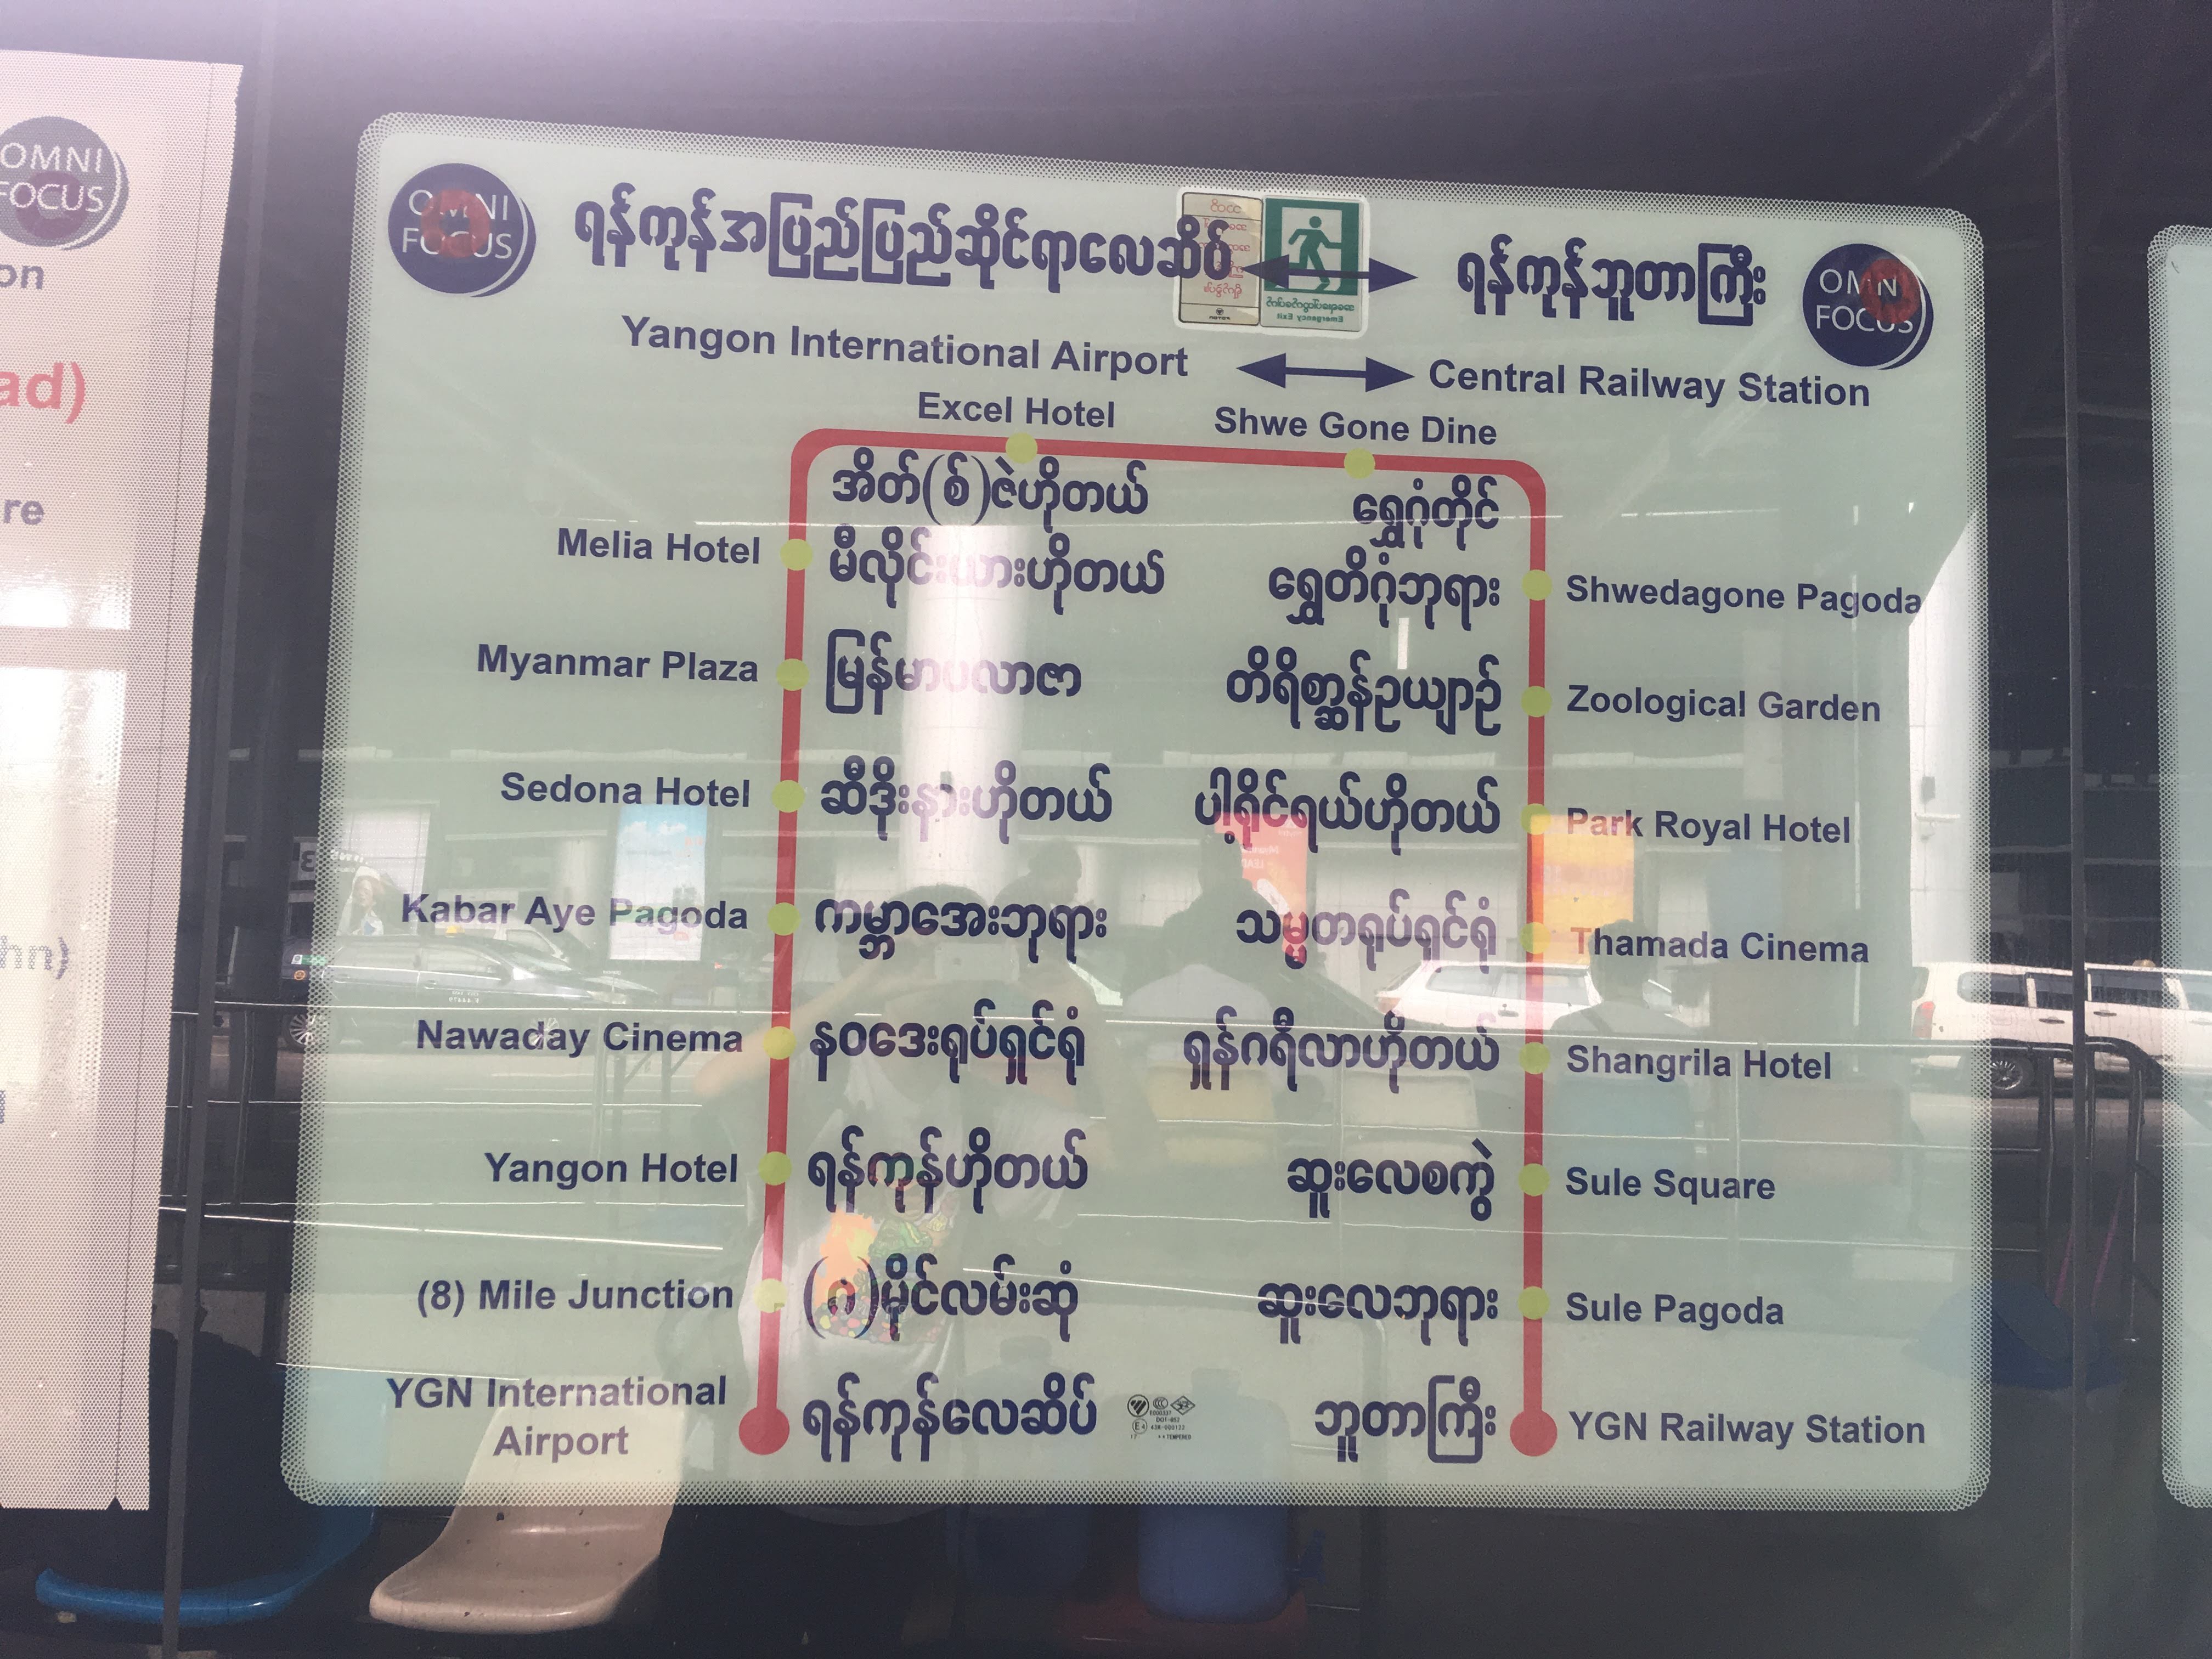 OMNI
FOCUS
on
ad)
re
hn)
OMNI
FOCUS
ရန်ကုန်အပြည်ပြည်ဆိုင်ရာလေဆိပ်
ရန်ကုန်ဘူတာကြီး
OMNI
FOCUS
Yangon International Airport
Central Railway Station
Emergency Exit
Excel Hotel
Shwe Gone Dine
အိတ်(စ်)ဇဲဟိုတယ်
ရွှေဂုံတိုင်
Melia Hotel
မီလိုင်းယားဟိုတယ်
ရွှေတိဂုံဘုရား
Shwedagone Pagoda
Myanmar Plaza
မြန်မာပလာဇာ
တိရိစ္ဆာန်ဥယျာဉ်
Zoological Garden
Sedona Hotel
ဆီဒိုးနားဟိုတယ်
ပါ့ရိုင်ရယ်ဟိုတယ်
Park Royal Hotel
Kabar Aye Pagoda
ကမ္ဘာအေးဘုရား
သမ္မတရုပ်ရှင်ရုံ
Thamada Cinema
Nawaday Cinema
နဝဒေးရုပ်ရှင်ရုံ
ရှန်ဂရီလာဟိုတယ်
Shangrila Hotel
Yangon Hotel
ရန်ကုန်ဟိုတယ်
ဆူးလေစကွဲ
Sule Square
(8) Mile Junction
(၈)မိုင်လမ်းဆုံ
ဆူးလေဘုရား
Sule Pagoda
YGN International
Airport
ရန်ကုန်လေဆိပ်
ဘူတာကြီး
YGN Railway Station
TEMPERED